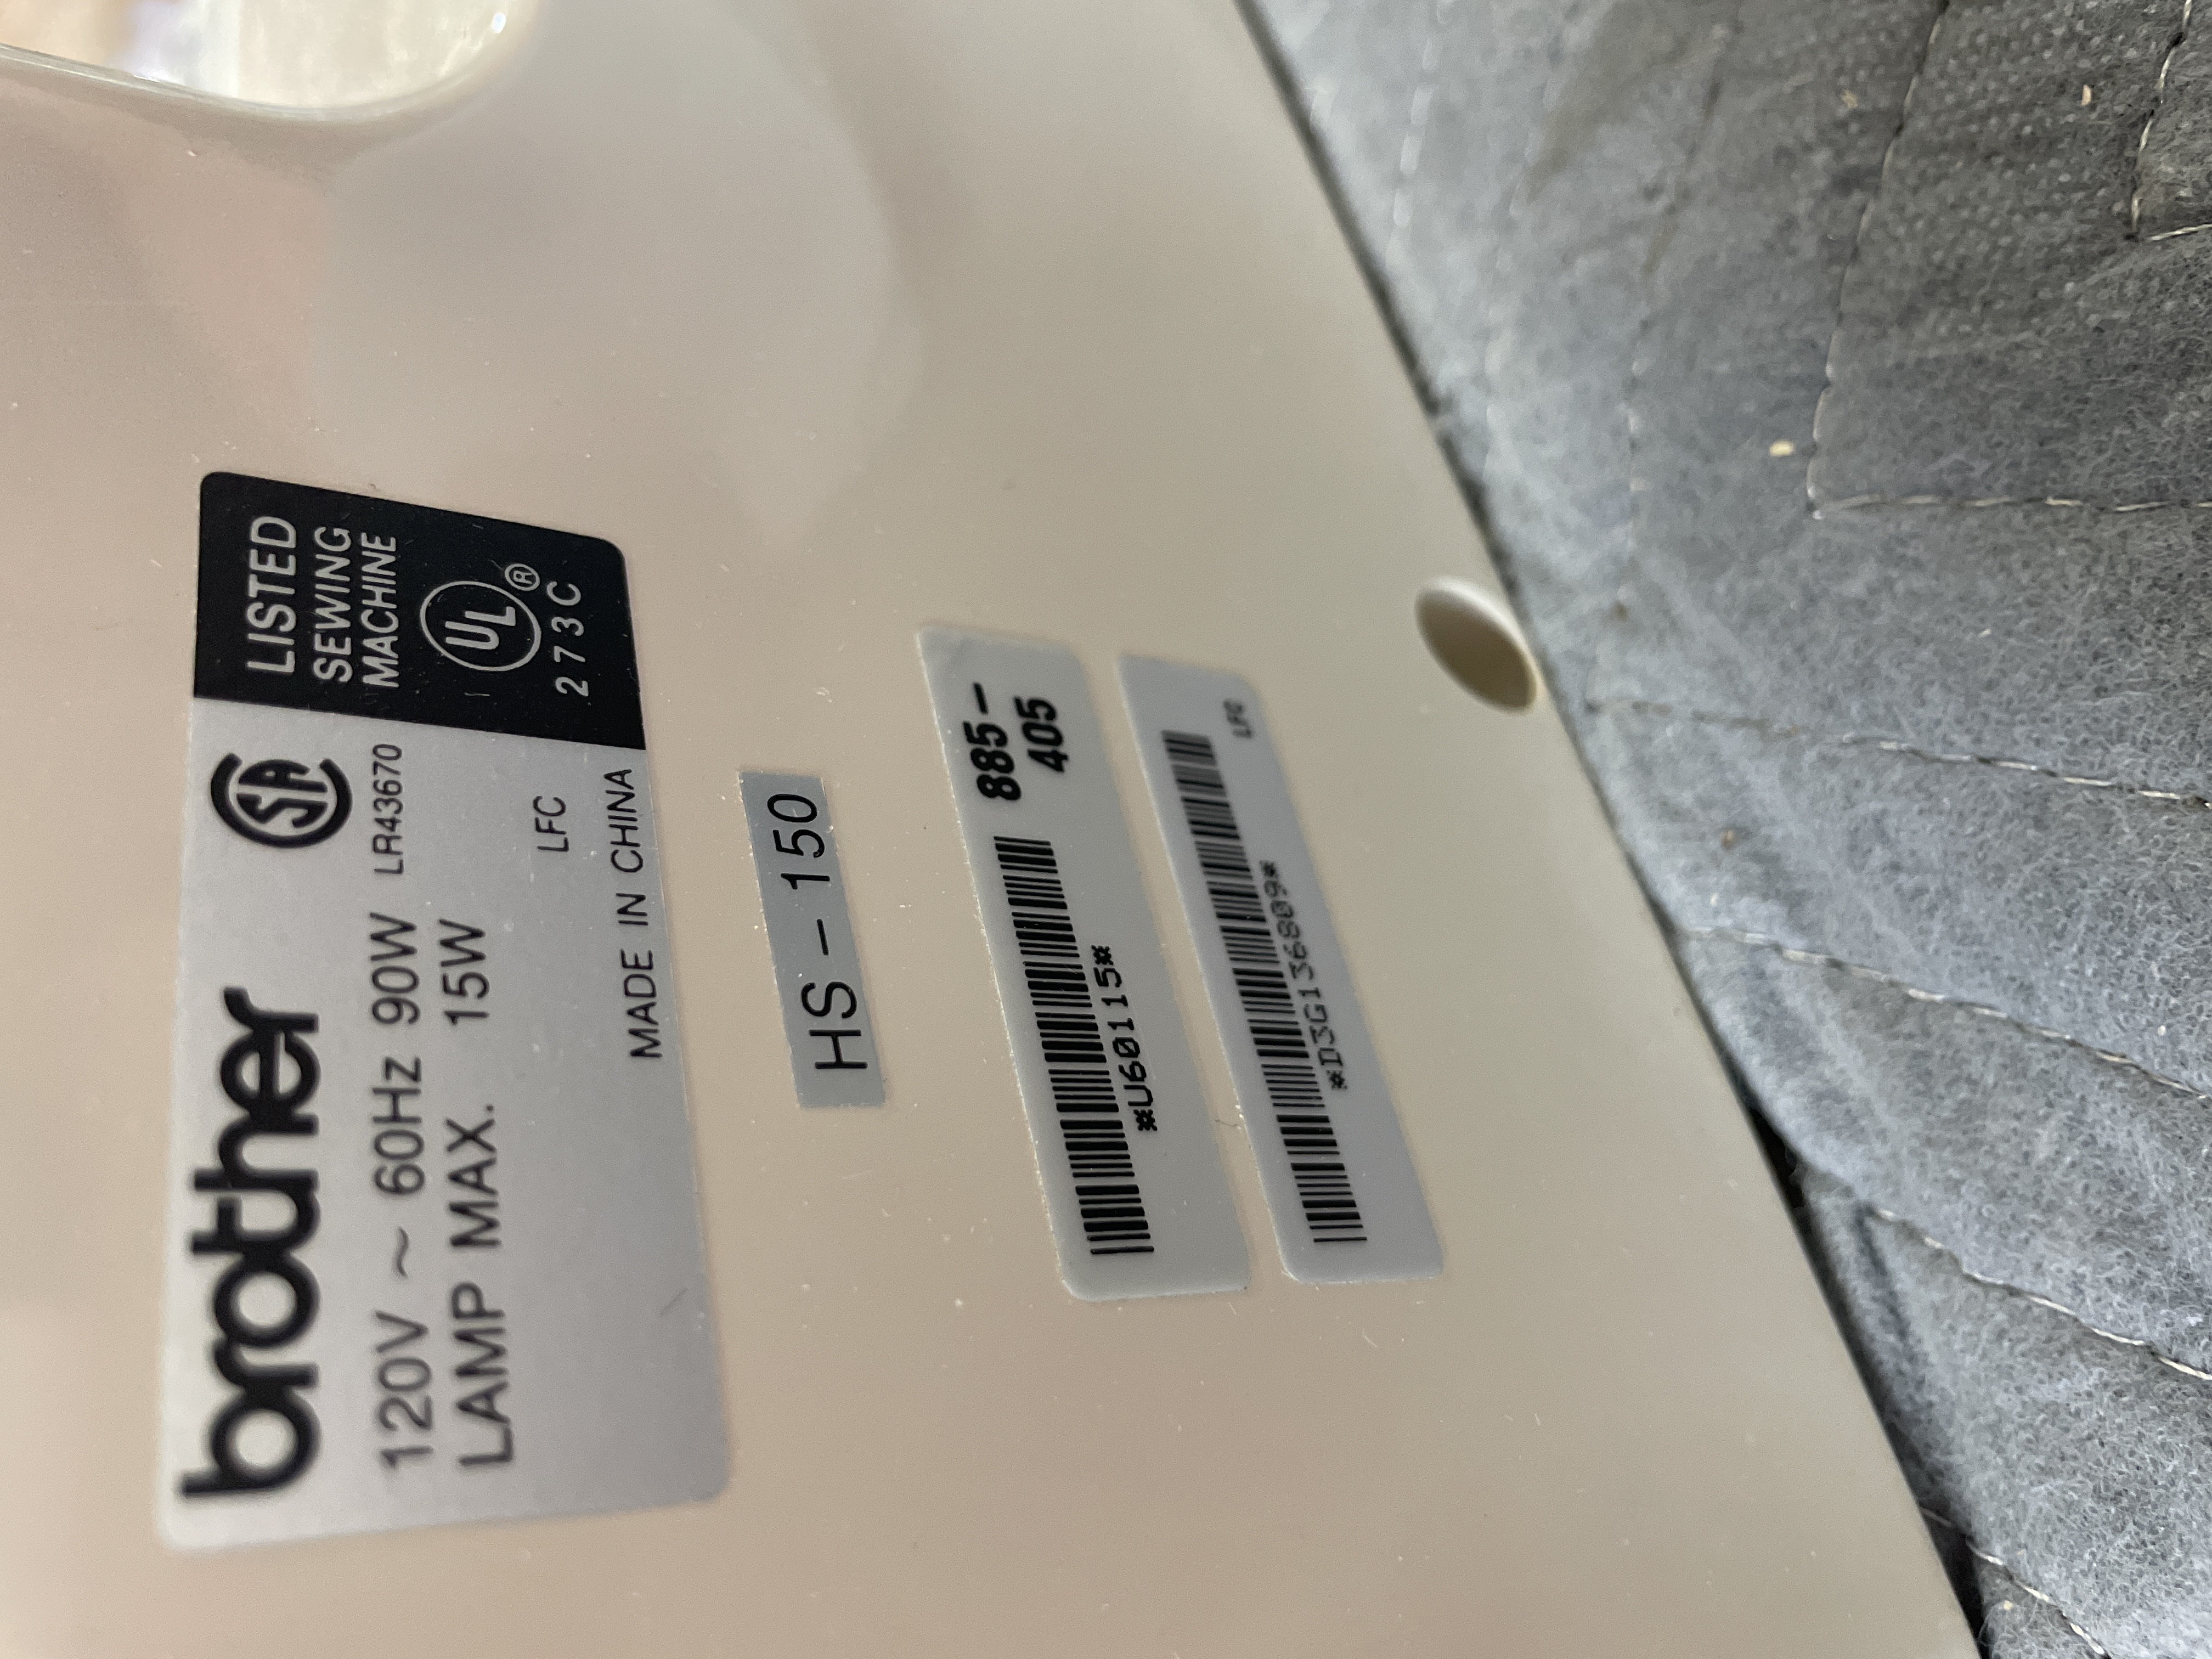 brother
SA
LISTED
SEWING
MACHINE
UL®
273C
120V ~ 60Hz 90W
LR43670
LAMP MAX. 15W
LFC
MADE IN CHINA
HS-150
885-
405
*U60115*
LFC
*D3G136809*